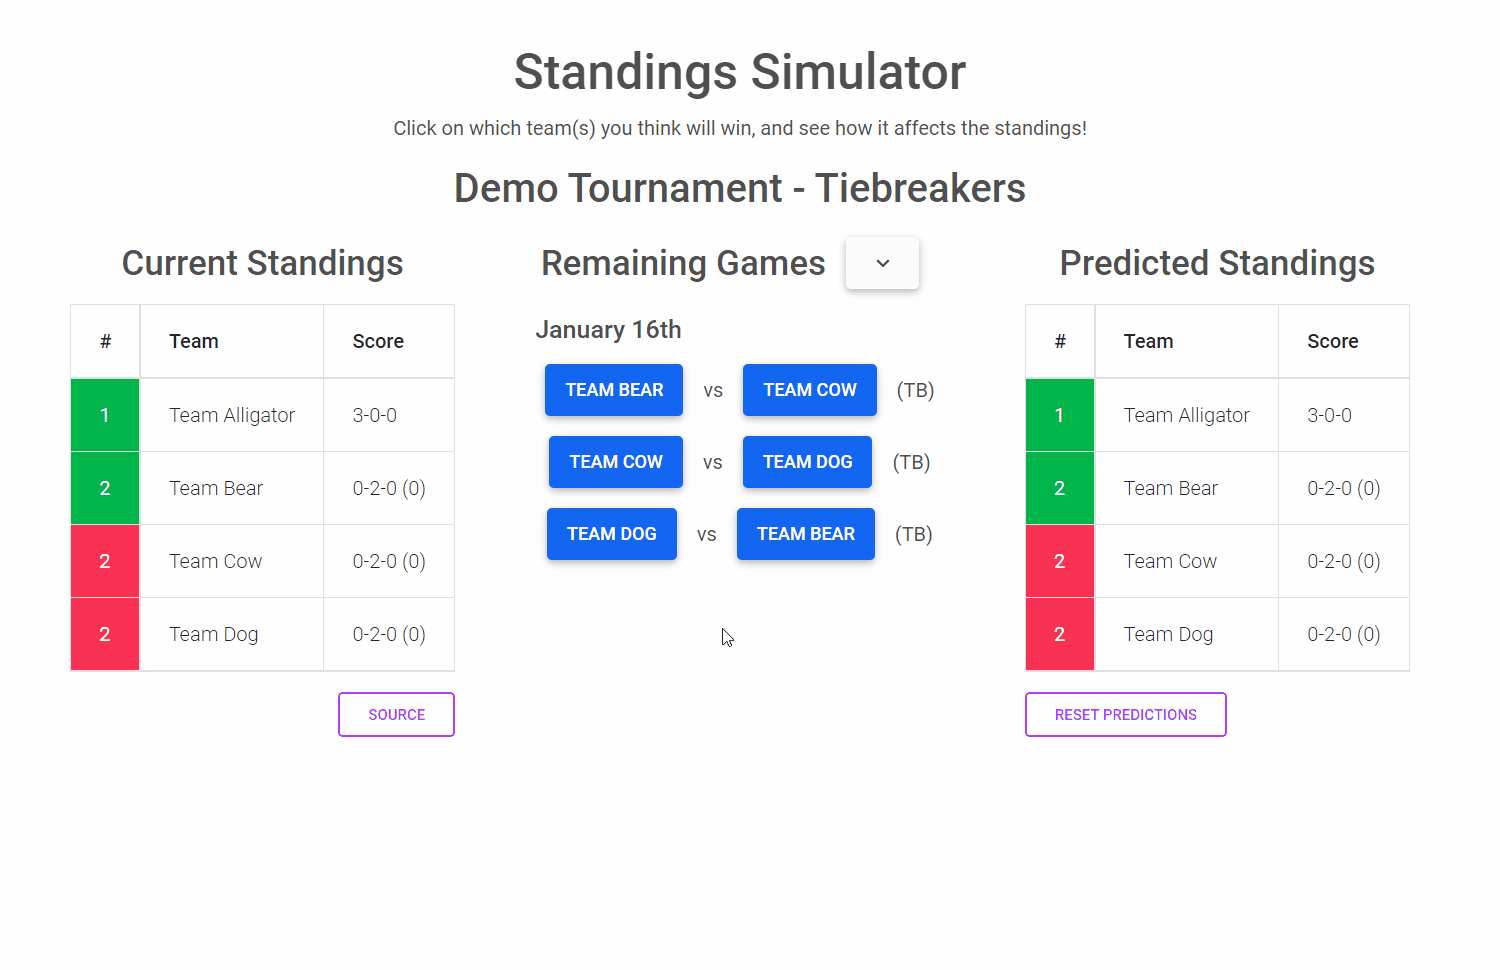 Standings Simulator
Click on which team(s) you think will win, and see how it affects the standings!
Demo Tournament - Tiebreakers
Current Standings
# Team Score
1 Team Alligator 3-0-0
2 Team Bear 0-2-0 (0)
2 Team Cow 0-2-0 (0)
2 Team Dog 0-2-0 (0)
SOURCE
Remaining Games
January 16th
TEAM BEAR vs TEAM COW (TB)
TEAM COW vs TEAM DOG (TB)
TEAM DOG vs TEAM BEAR (TB)
Predicted Standings
# Team Score
1 Team Alligator 3-0-0
2 Team Bear 0-2-0 (0)
2 Team Cow 0-2-0 (0)
2 Team Dog 0-2-0 (0)
RESET PREDICTIONS